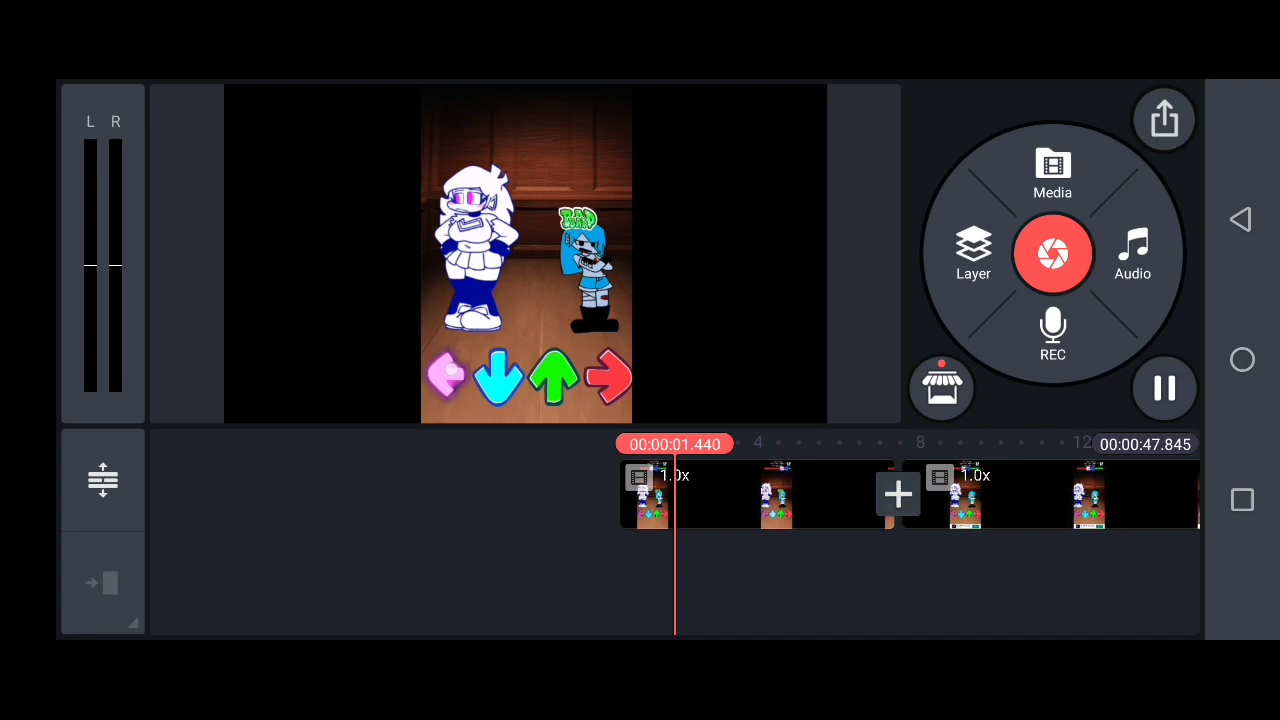 L R
Media
Layer
Audio
REC
00:00:01.440
4
8
12
00:00:47.845
1.0x
1.0x